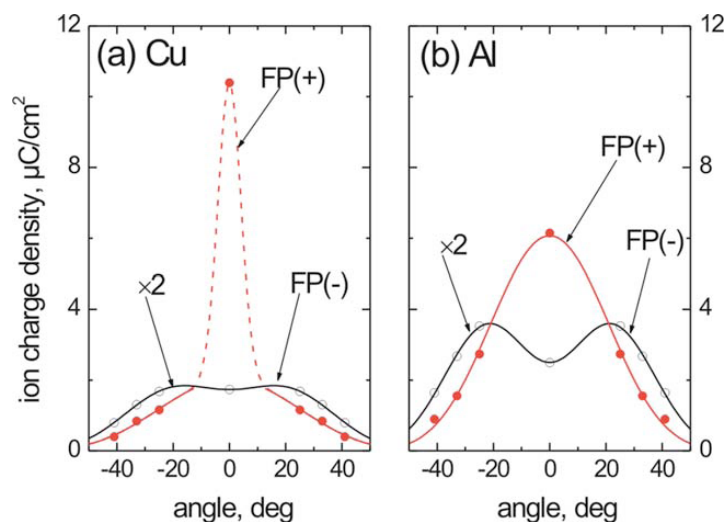 12
(a) Cu
FP(+)
8
×2
FP(-)
4
0
-40 -20 0 20 40
angle, deg
ion charge density, µC/cm²
(b) Al
12
FP(+)
8
×2
FP(-)
4
0
-40 -20 0 20 40
angle, deg